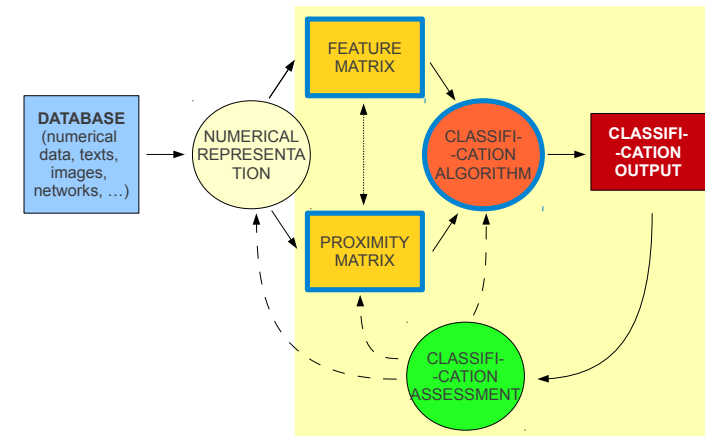 FEATURE
MATRIX
DATABASE
(numerical
data, texts,
images,
networks, …)
NUMERICAL
REPRESENTA
TION
CLASSIFI-
-CATION
ALGORITHM
CLASSIFI-
-CATION
OUTPUT
PROXIMITY
MATRIX
CLASSIFI-
-CATION
ASSESSMENT